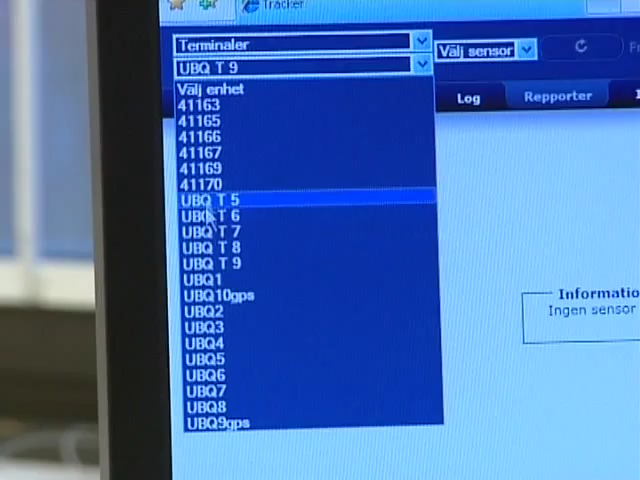 Tracker
Terminaler
Välj sensor
UBQ T 9
Välj enhet
41163
41165
41166
41167
41169
41170
UBQ T 5
UBQ T 6
UBQ T 7
UBQ T 8
UBQ T 9
UBQ1
UBQ10gps
UBQ2
UBQ3
UBQ4
UBQ5
UBQ6
UBQ7
UBQ8
UBQ9gps
Log
Repporter
Informatio
Ingen sensor